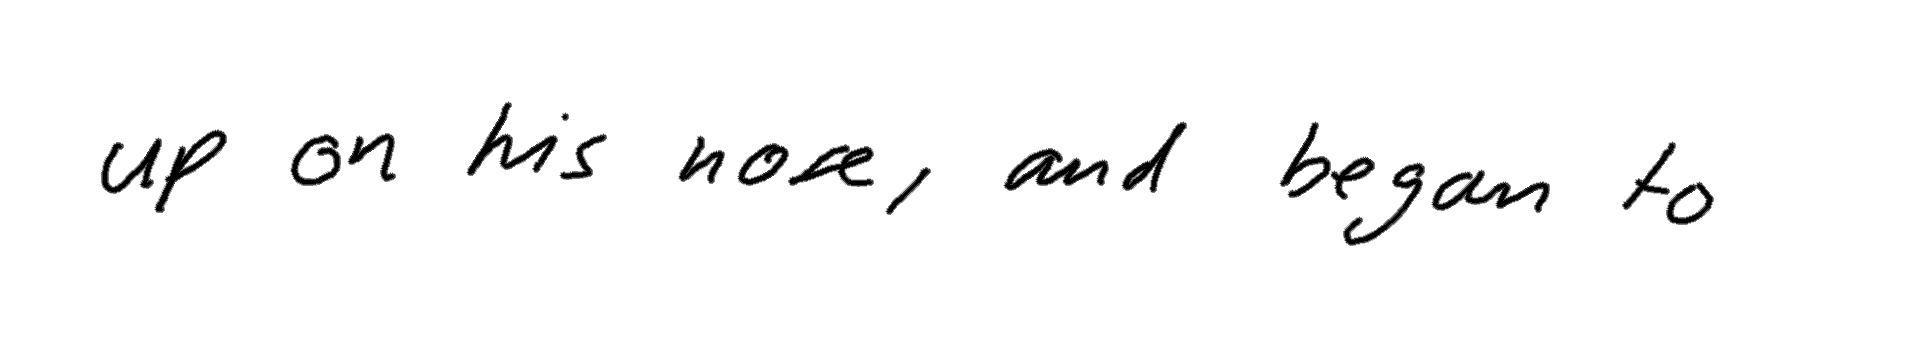 up on his nose, and began to